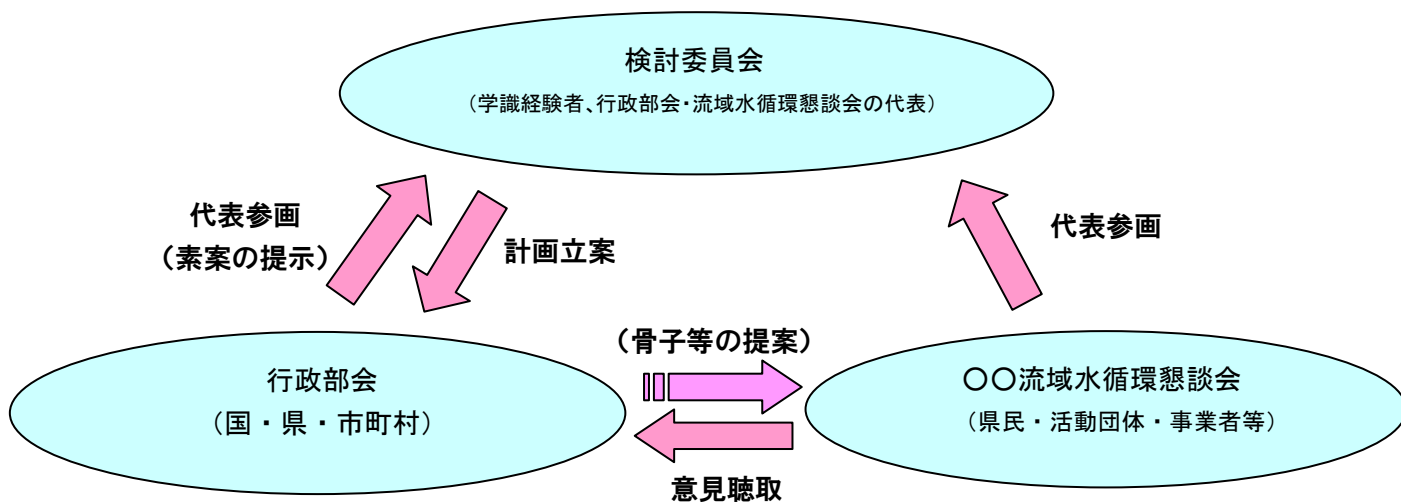 検討委員会
（学識経験者、行政部会・流域水循環懇談会の代表）
代表参画
（素案の提示）
計画立案
代表参画
（骨子等の提案）
行政部会
（国・県・市町村）
〇〇流域水循環懇談会
（県民・活動団体・事業者等）
意見聴取